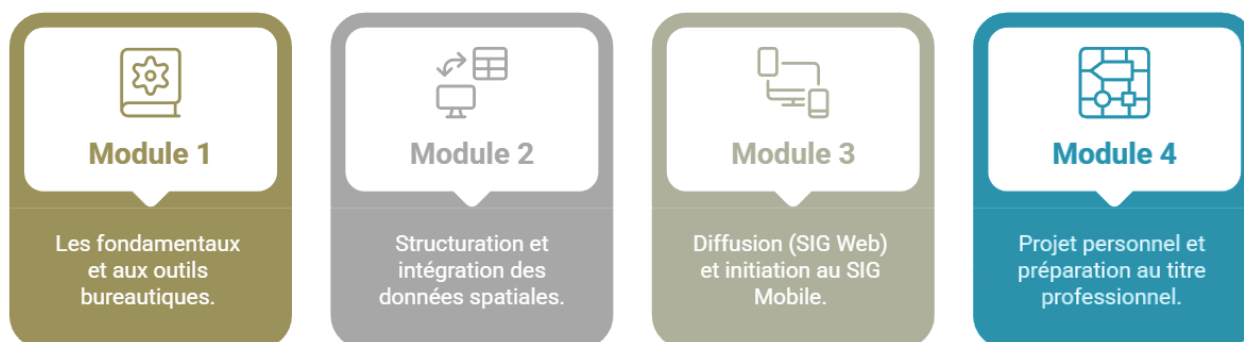 Module 1
Les fondamentaux
et aux outils
bureautiques.
Module 2
Structuration et
intégration des
données spatiales.
Module 3
Diffusion (SIG Web)
et initiation au SIG
Mobile.
Module 4
Projet personnel et
préparation au titre
professionnel.